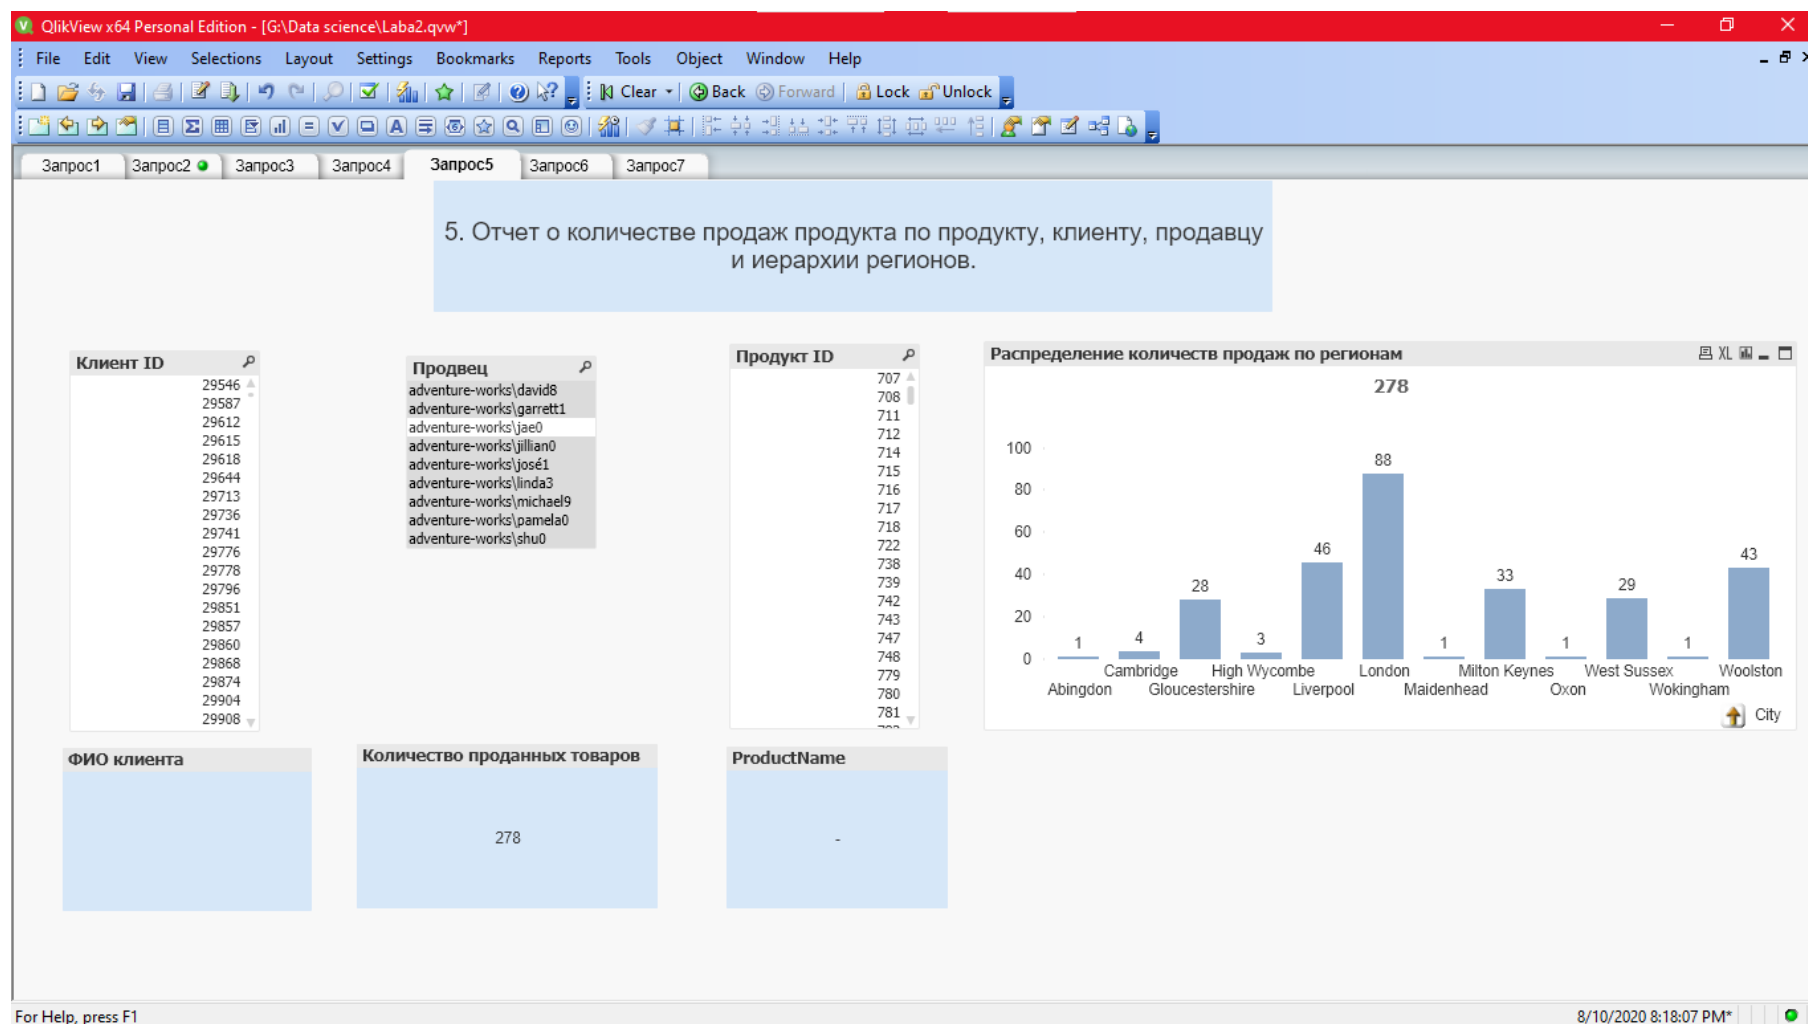 QlikView x64 Personal Edition - [G:\Data science\Laba2.qvw*]
File Edit View Selections Layout Settings Bookmarks Reports Tools Object Window Help
Clear Back Forward Lock Unlock
Запрос1 Запрос2 Запрос3 Запрос4 Запрос5 Запрос6 Запрос7
5. Отчет о количестве продаж продукта по продукту, клиенту, продавцу
и иерархии регионов.
Клиент ID
29546
29587
29612
29615
29618
29644
29713
29736
29741
29776
29778
29796
29851
29857
29860
29868
29874
29904
29908
Продвец
adventure-works\david8
adventure-works\garrett1
adventure-works\jae0
adventure-works\jillian0
adventure-works\josé1
adventure-works\linda3
adventure-works\michael9
adventure-works\pamela0
adventure-works\shu0
Продукт ID
707
708
711
712
714
715
716
717
718
722
738
739
742
743
747
748
779
780
781
Распределение количеств продаж по регионам
XL
278
100
80
60
40
20
0
1 4 28 3 46 88 1 33 1 29 1 43
Cambridge High Wycombe London Milton Keynes West Sussex Woolston
Abingdon Gloucestershire Liverpool Maidenhead Oxon Wokingham
City
ФИО клиента
Количество проданных товаров
278
ProductName
-
For Help, press F1
8/10/2020 8:18:07 PM*